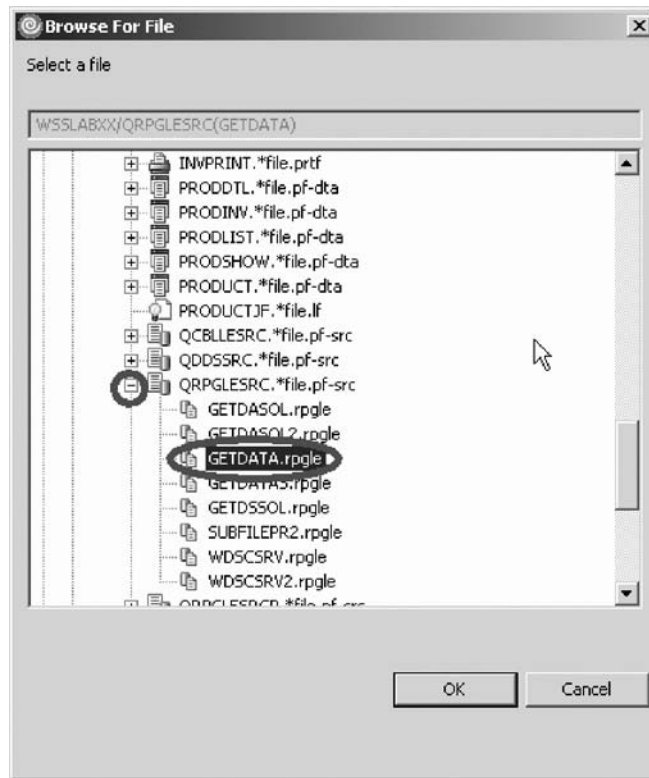 Browse For File
Select a file
WSSLABXX/QRPGLESRC(GETDATA)
INVPRINT.*file.prtf
PRODDTL.*file.pf-dta
PRODINV.*file.pf-dta
PRODLIST.*file.pf-dta
PRODSHOW.*file.pf-dta
PRODUCT.*file.pf-dta
PRODUCTJF.*file.lf
QCBLLESRC.*file.pf-src
QDDSSRC.*file.pf-src
QRPGLESRC.*file.pf-src
GETDASOL.rpgle
GETDASOL2.rpgle
GETDATA.rpgle
GETDATAS.rpgle
GETDSSOL.rpgle
SUBFILEPR2.rpgle
WDSCSRV.rpgle
WDSCSRV2.rpgle
OK Cancel